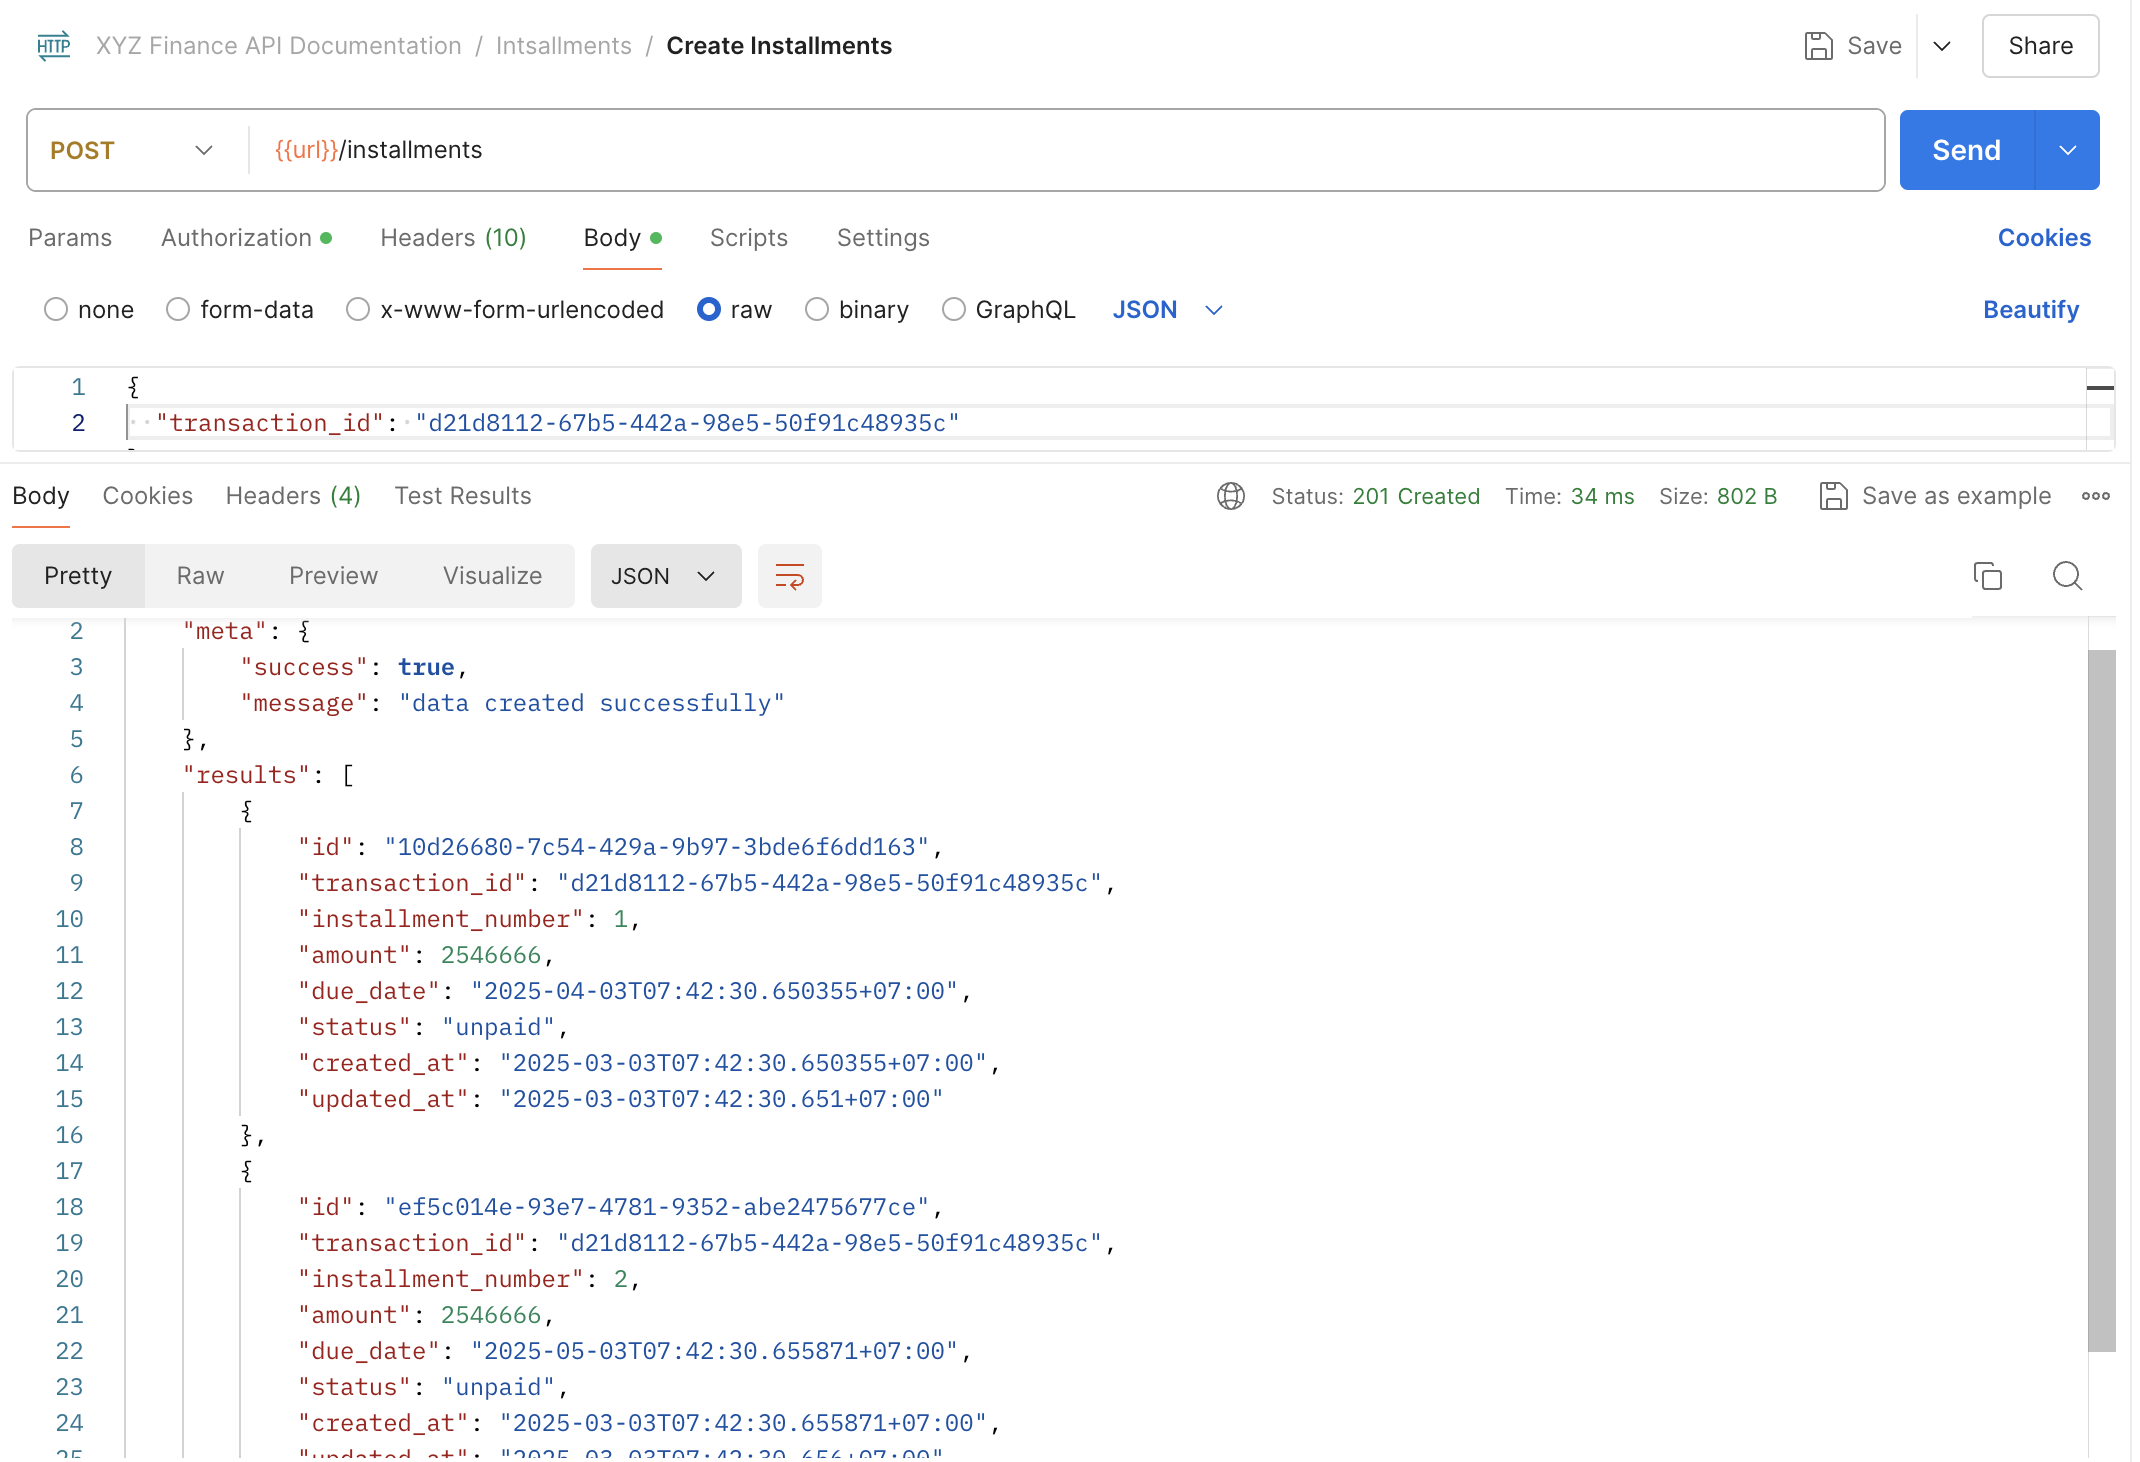 HTTP XYZ Finance API Documentation / Intsallments / Create Installments Save Share
POST {{url}}/installments Send
Params Authorization Headers (10) Body Scripts Settings Cookies
none form-data x-www-form-urlencoded raw binary GraphQL JSON Beautify
1 {
2 "transaction_id": "d21d8112-67b5-442a-98e5-50f91c48935c"
Body Cookies Headers (4) Test Results Status: 201 Created Time: 34 ms Size: 802 B Save as example
Pretty Raw Preview Visualize JSON
2 "meta": {
3 "success": true,
4 "message": "data created successfully"
5 },
6 "results": [
7 {
8 "id": "10d26680-7c54-429a-9b97-3bde6f6dd163",
9 "transaction_id": "d21d8112-67b5-442a-98e5-50f91c48935c",
10 "installment_number": 1,
11 "amount": 2546666,
12 "due_date": "2025-04-03T07:42:30.650355+07:00",
13 "status": "unpaid",
14 "created_at": "2025-03-03T07:42:30.650355+07:00",
15 "updated_at": "2025-03-03T07:42:30.651+07:00"
16 },
17 {
18 "id": "ef5c014e-93e7-4781-9352-abe2475677ce",
19 "transaction_id": "d21d8112-67b5-442a-98e5-50f91c48935c",
20 "installment_number": 2,
21 "amount": 2546666,
22 "due_date": "2025-05-03T07:42:30.655871+07:00",
23 "status": "unpaid",
24 "created_at": "2025-03-03T07:42:30.655871+07:00",
25 "updated_at": "2025-03-03T07:42:30.656+07:00"